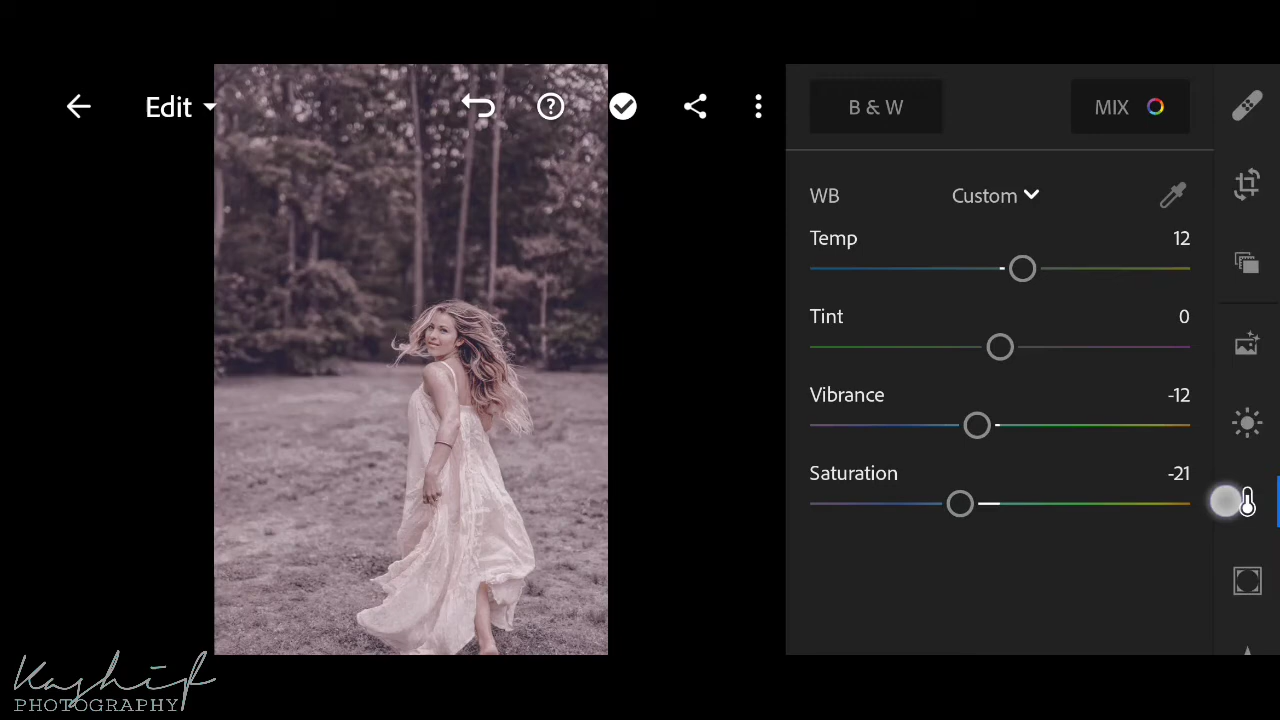 Edit
B & W
MIX
WB
Custom
Temp
12
Tint
0
Vibrance
-12
Saturation
-21
Kashif
PHOTOGRAPHY